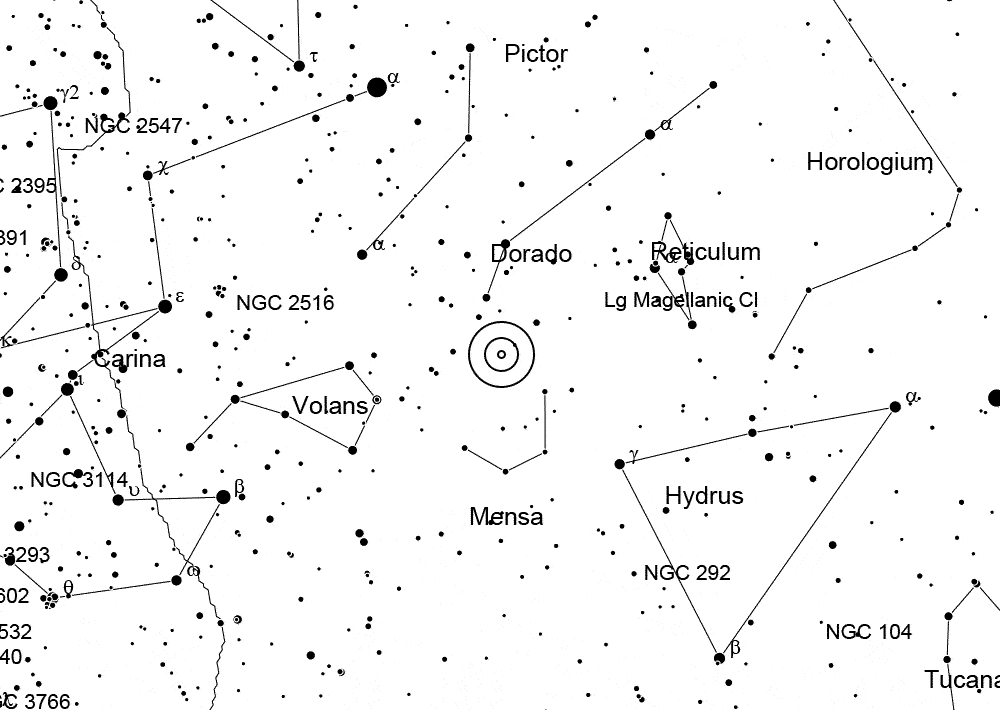 Pictor
τ
α
γ2
NGC 2547
α
Horologium
χ
C 2395
391
α
Dorado
Reticulum
α
δ
ε
NGC 2516
Lg Magellanic Cl
κ
Carina
ι
Volans
α
γ
NGC 3114
υ
β
Hydrus
Mensa
3293
ω
NGC 292
θ
602
532
NGC 104
40
β
Tucana
GC 3766